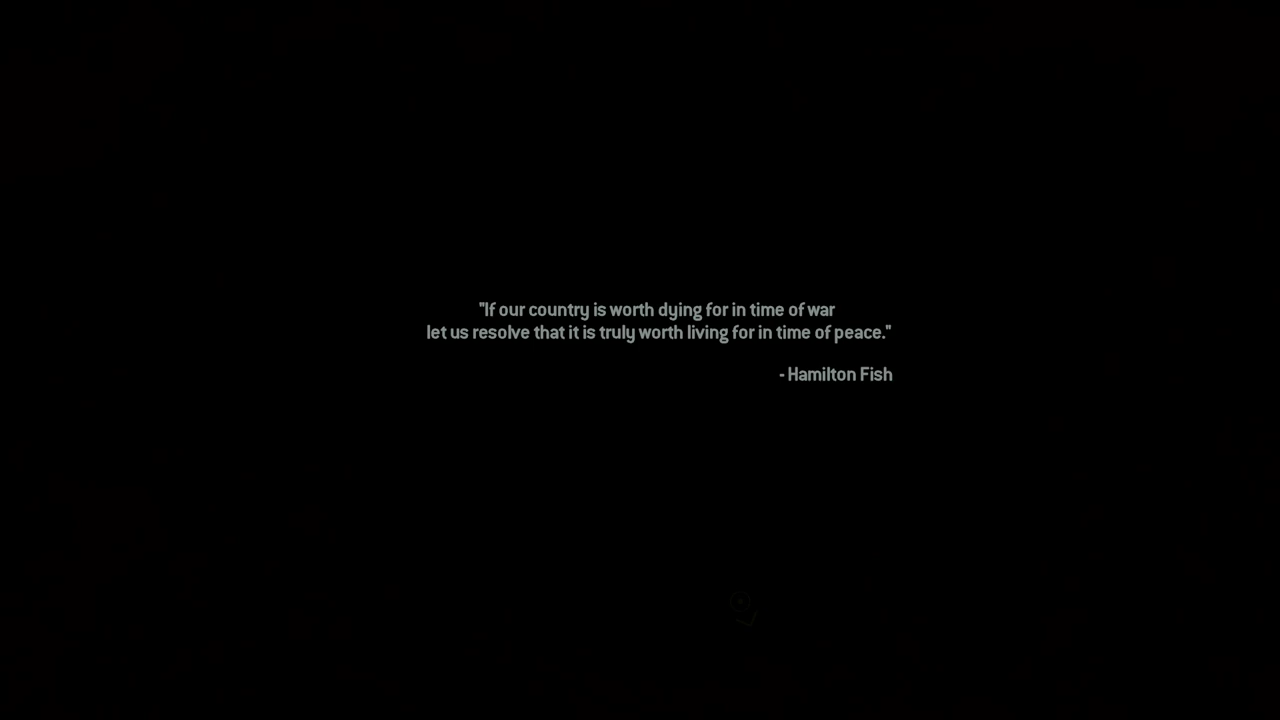 "If our country is worth dying for in time of war
let us resolve that it is truly worth living for in time of peace."
- Hamilton Fish